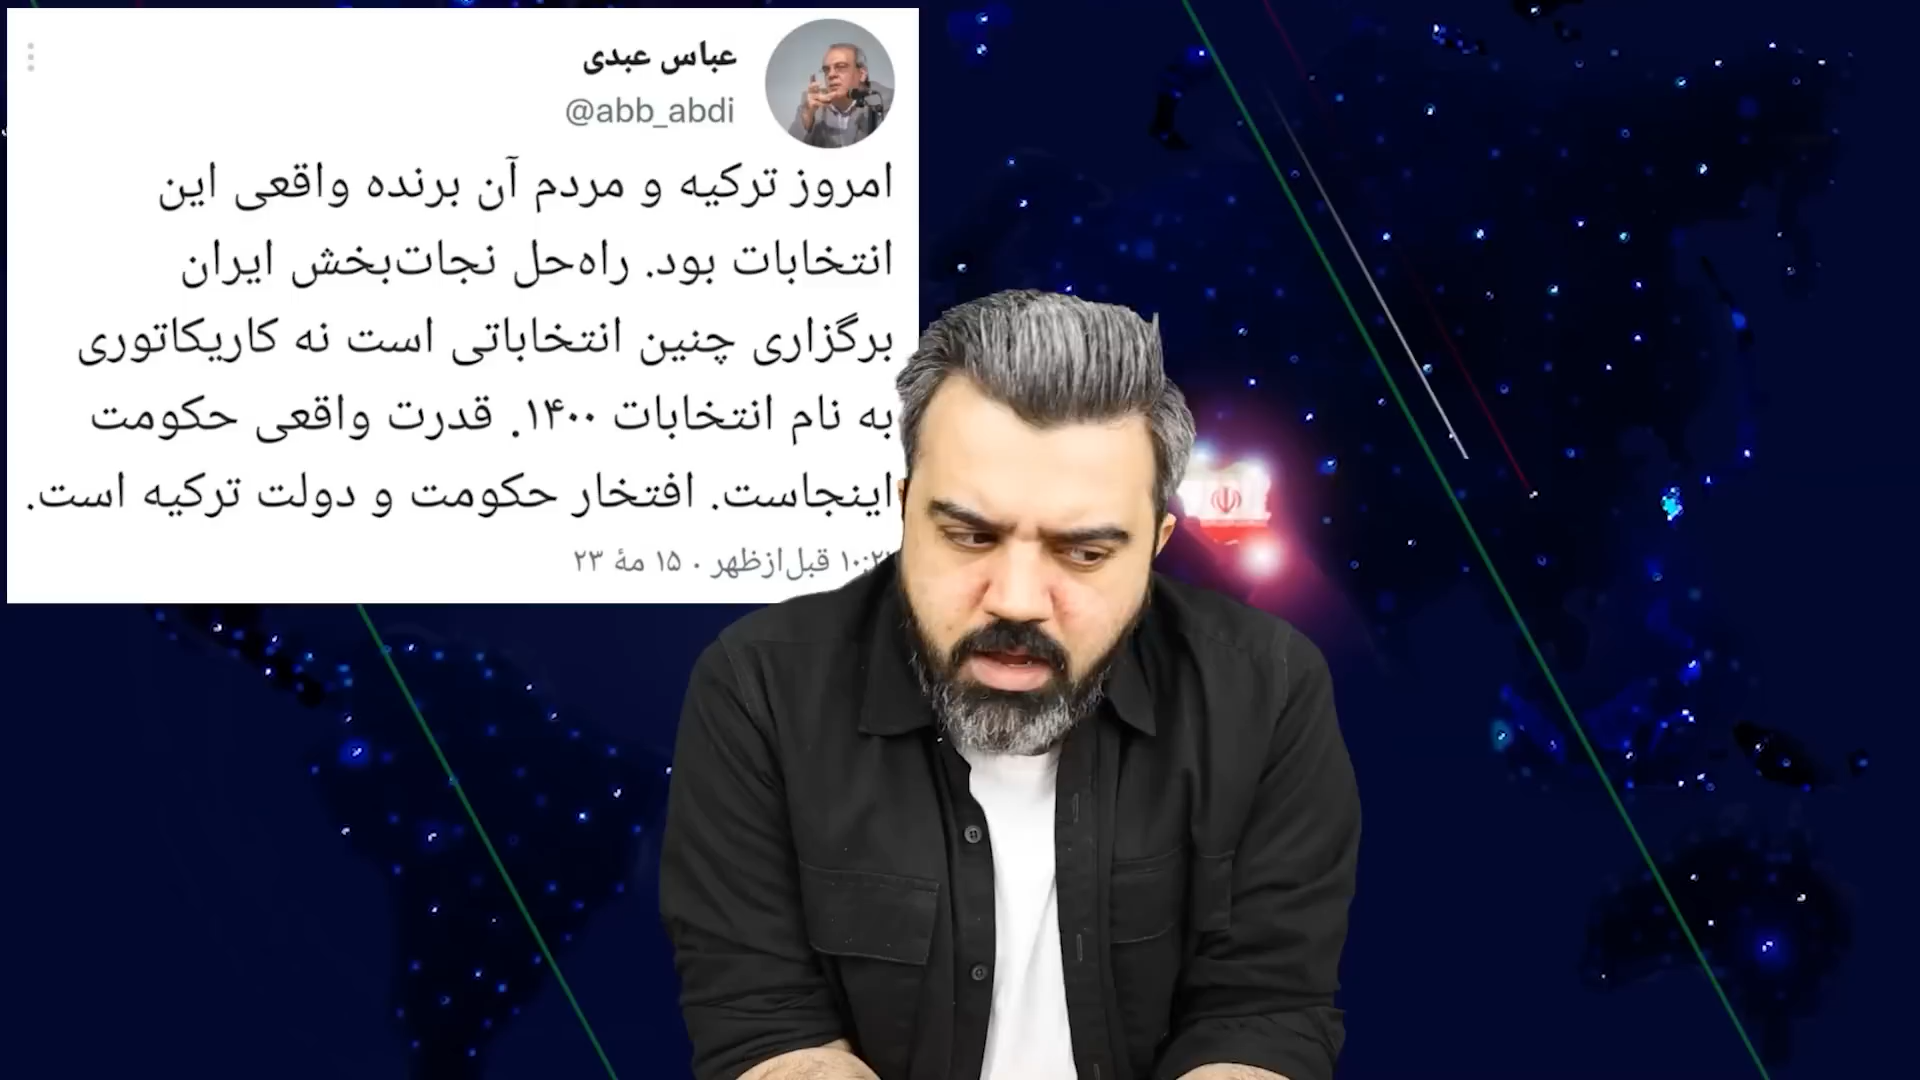 عباس عبدی
@abb_abdi
امروز ترکیه و مردم آن برنده واقعی این
انتخابات بود. راه‌حل نجات‌بخش ایران
برگزاری چنین انتخاباتی است نه کاریکاتوری
به نام انتخابات ۱۴۰۰. قدرت واقعی حکومت
اینجاست. افتخار حکومت و دولت ترکیه است.
قبل‌ازظهر · ۱۵ مهٔ ۲۳